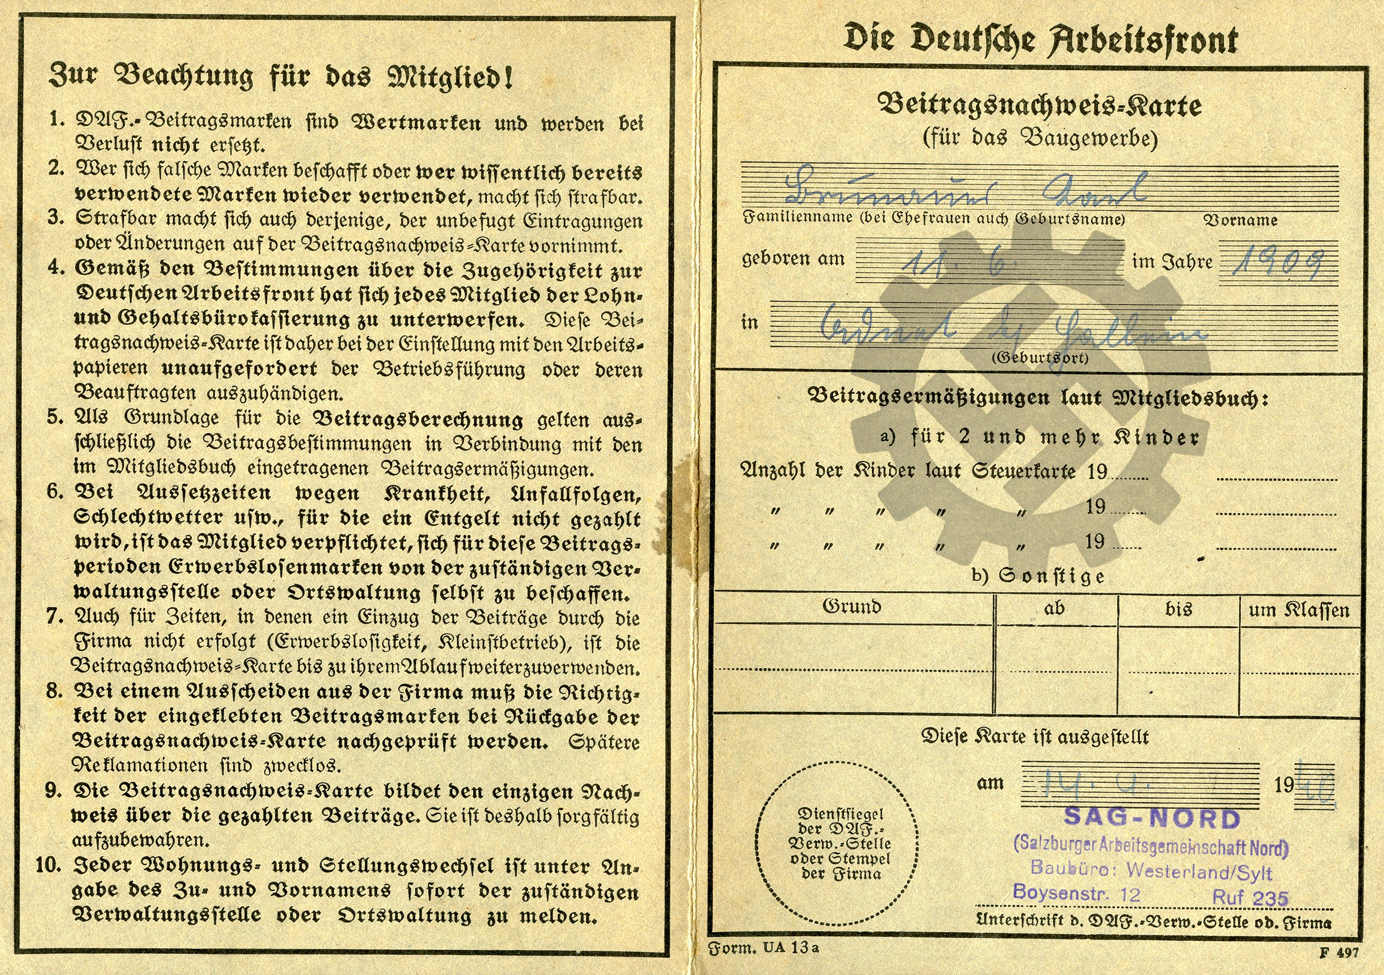 Zur Beachtung für das Mitglied!
1. DAF.-Beitragsmarken sind Wertmarken und werden bei
Verlust nicht ersetzt.
2. Wer sich falsche Marken beschafft oder wer wissentlich bereits
verwendete Marken wieder verwendet, macht sich strafbar.
3. Strafbar macht sich auch derjenige, der unbefugt Eintragungen
oder Änderungen auf der Beitragsnachweis-Karte vornimmt.
4. Gemäß den Bestimmungen über die Zugehörigkeit zur
Deutschen Arbeitsfront hat sich jedes Mitglied der Lohn-
und Gehaltsbürokassierung zu unterwerfen. Diese Bei-
tragsnachweis-Karte ist daher bei der Einstellung mit den Arbeits-
papieren unaufgefordert der Betriebsführung oder deren
Beauftragten auszuhändigen.
5. Als Grundlage für die Beitragsberechnung gelten aus-
schließlich die Beitragsbestimmungen in Verbindung mit den
im Mitgliedsbuch eingetragenen Beitragsermäßigungen.
6. Bei Aussetzzeiten wegen Krankheit, Unfallfolgen,
Schlechtwetter usw., für die ein Entgelt nicht gezahlt
wird, ist das Mitglied verpflichtet, sich für diese Beitrags-
perioden Erwerbslosenmarken von der zuständigen Ver-
waltungsstelle oder Ortswaltung selbst zu beschaffen.
7. Auch für Zeiten, in denen ein Einzug der Beiträge durch die
Firma nicht erfolgt (Erwerbslosigkeit, Kleinstbetrieb), ist die
Beitragsnachweis-Karte bis zu ihrem Ablauf weiterzuverwenden.
8. Bei einem Ausscheiden aus der Firma muß die Richtig-
keit der eingeklebten Beitragsmarken bei Rückgabe der
Beitragsnachweis-Karte nachgeprüft werden. Spätere
Reklamationen sind zwecklos.
9. Die Beitragsnachweis-Karte bildet den einzigen Nach-
weis über die gezahlten Beiträge. Sie ist deshalb sorgfältig
aufzubewahren.
10. Jeder Wohnungs- und Stellungswechsel ist unter An-
gabe des Zu- und Vornamens sofort der zuständigen
Verwaltungsstelle oder Ortswaltung zu melden.
Die Deutsche Arbeitsfront
Beitragsnachweis-Karte
(für das Baugewerbe)
Brunauer Karl
Familienname (bei Ehefrauen auch Geburtsname) Vorname
geboren am 11. 6. im Jahre 1909
in Adnet b/ Hallein
(Geburtsort)
Beitragsermäßigungen laut Mitgliedsbuch:
a) für 2 und mehr Kinder
Anzahl der Kinder laut Steuerkarte 19
" " " " " 19
" " " " " 19
b) Sonstige
Grund ab bis um Klassen
Diese Karte ist ausgestellt
am 14. 4. 1940
SAG-NORD
(Salzburger Arbeitsgemeinschaft Nord)
Baubüro: Westerland/Sylt
Boysenstr. 12 Ruf 235
Dienstsiegel
der DAF.-
Verw.-Stelle
oder Stempel
der Firma
Unterschrift d. DAF.-Verw.-Stelle od. Firma
Form. UA 13a F 497